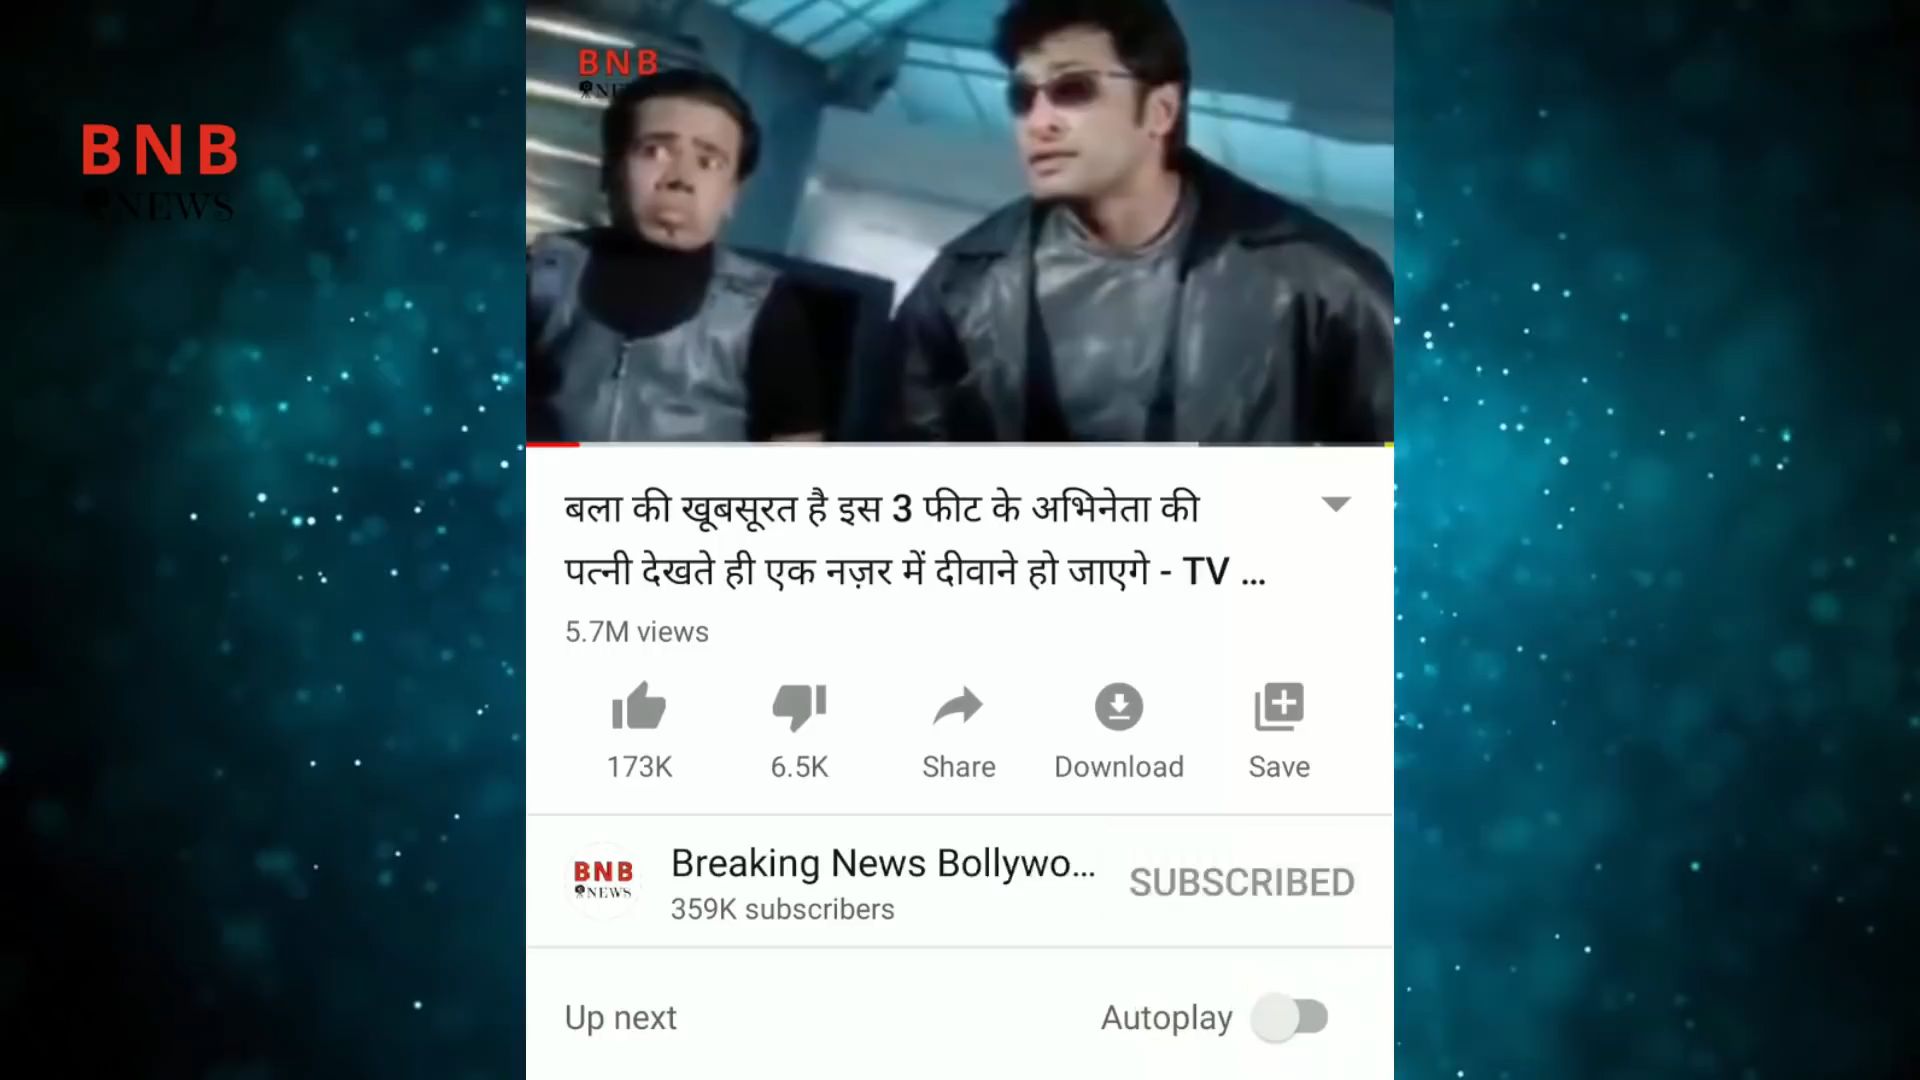 BNB
NEWS
BNB
NEWS
बला की खूबसूरत है इस 3 फीट के अभिनेता की
पत्नी देखते ही एक नज़र में दीवाने हो जाएगे - TV ...
5.7M views
173K
6.5K
Share
Download
Save
BNB
NEWS
Breaking News Bollywo...
359K subscribers
SUBSCRIBED
Up next
Autoplay